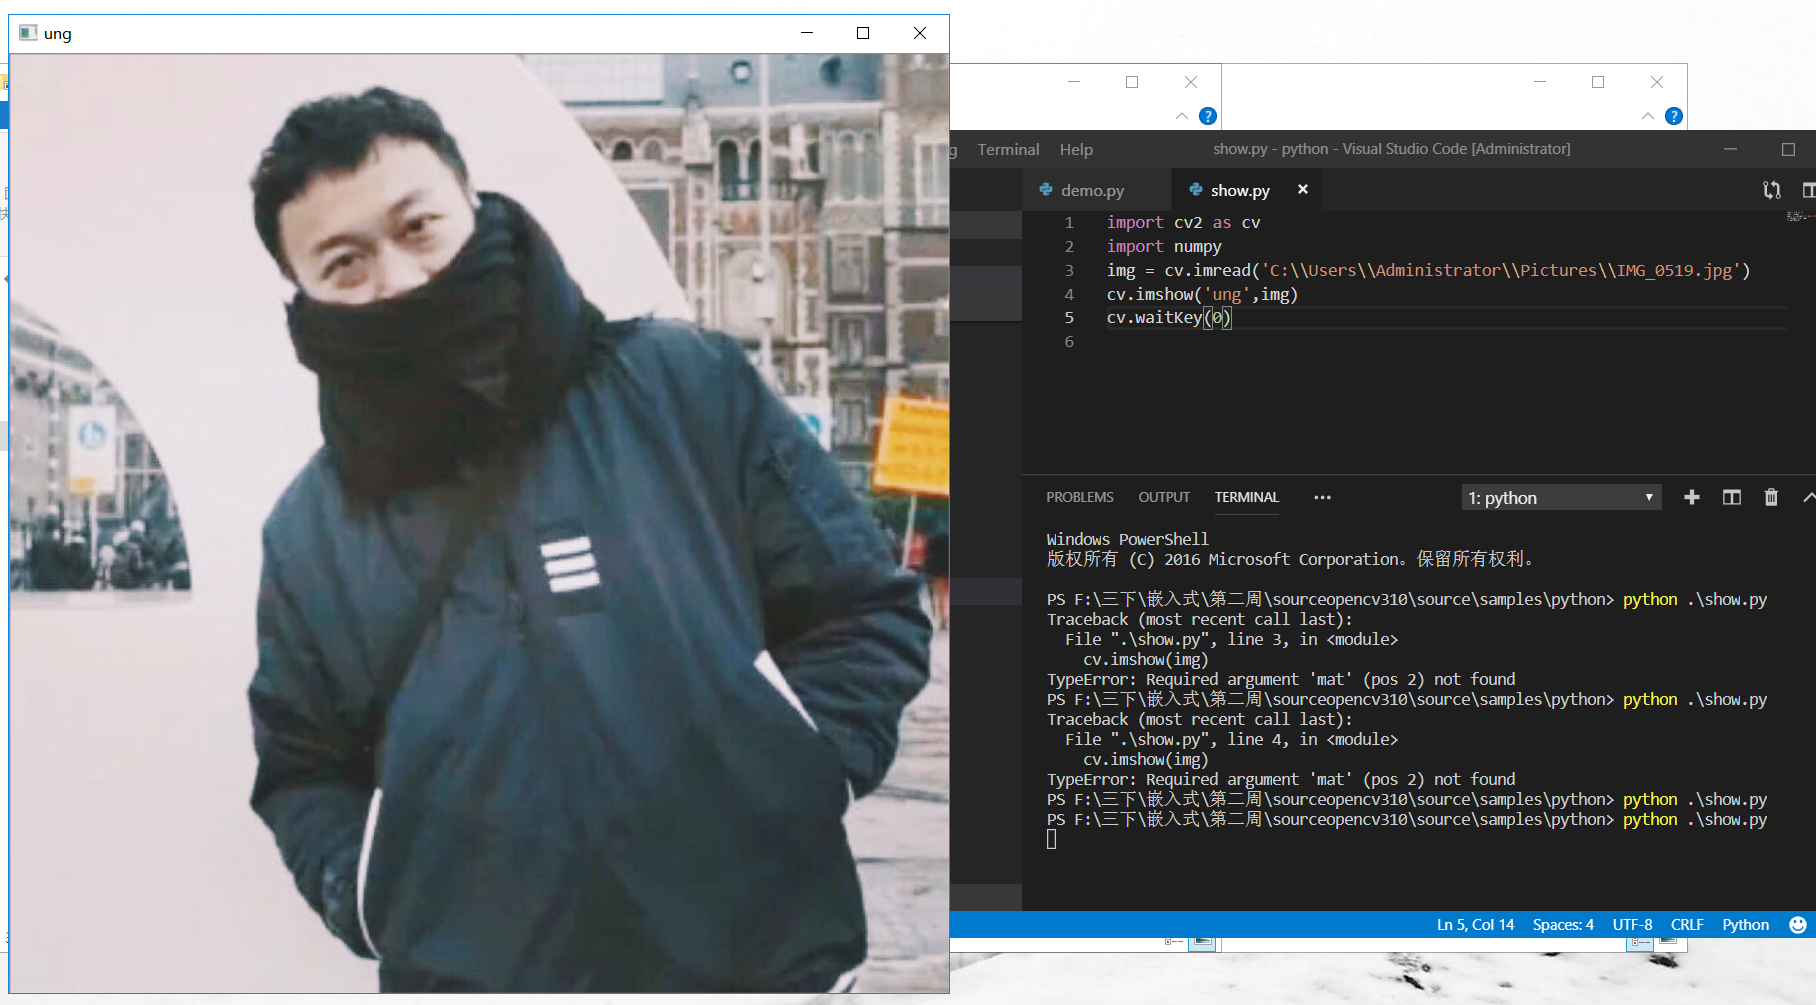 ung
Terminal Help
show.py - python - Visual Studio Code [Administrator]
demo.py
show.py
1 import cv2 as cv
2 import numpy
3 img = cv.imread('C:\\Users\\Administrator\\Pictures\\IMG_0519.jpg')
4 cv.imshow('ung',img)
5 cv.waitKey(0)
6
PROBLEMS OUTPUT TERMINAL ••• 1: python
Windows PowerShell
版权所有 (C) 2016 Microsoft Corporation。保留所有权利。
PS F:\三下\嵌入式\第二周\sourceopencv310\source\samples\python> python .\show.py
Traceback (most recent call last):
File ".\show.py", line 3, in <module>
cv.imshow(img)
TypeError: Required argument 'mat' (pos 2) not found
PS F:\三下\嵌入式\第二周\sourceopencv310\source\samples\python> python .\show.py
Traceback (most recent call last):
File ".\show.py", line 4, in <module>
cv.imshow(img)
TypeError: Required argument 'mat' (pos 2) not found
PS F:\三下\嵌入式\第二周\sourceopencv310\source\samples\python> python .\show.py
PS F:\三下\嵌入式\第二周\sourceopencv310\source\samples\python> python .\show.py
Ln 5, Col 14 Spaces: 4 UTF-8 CRLF Python